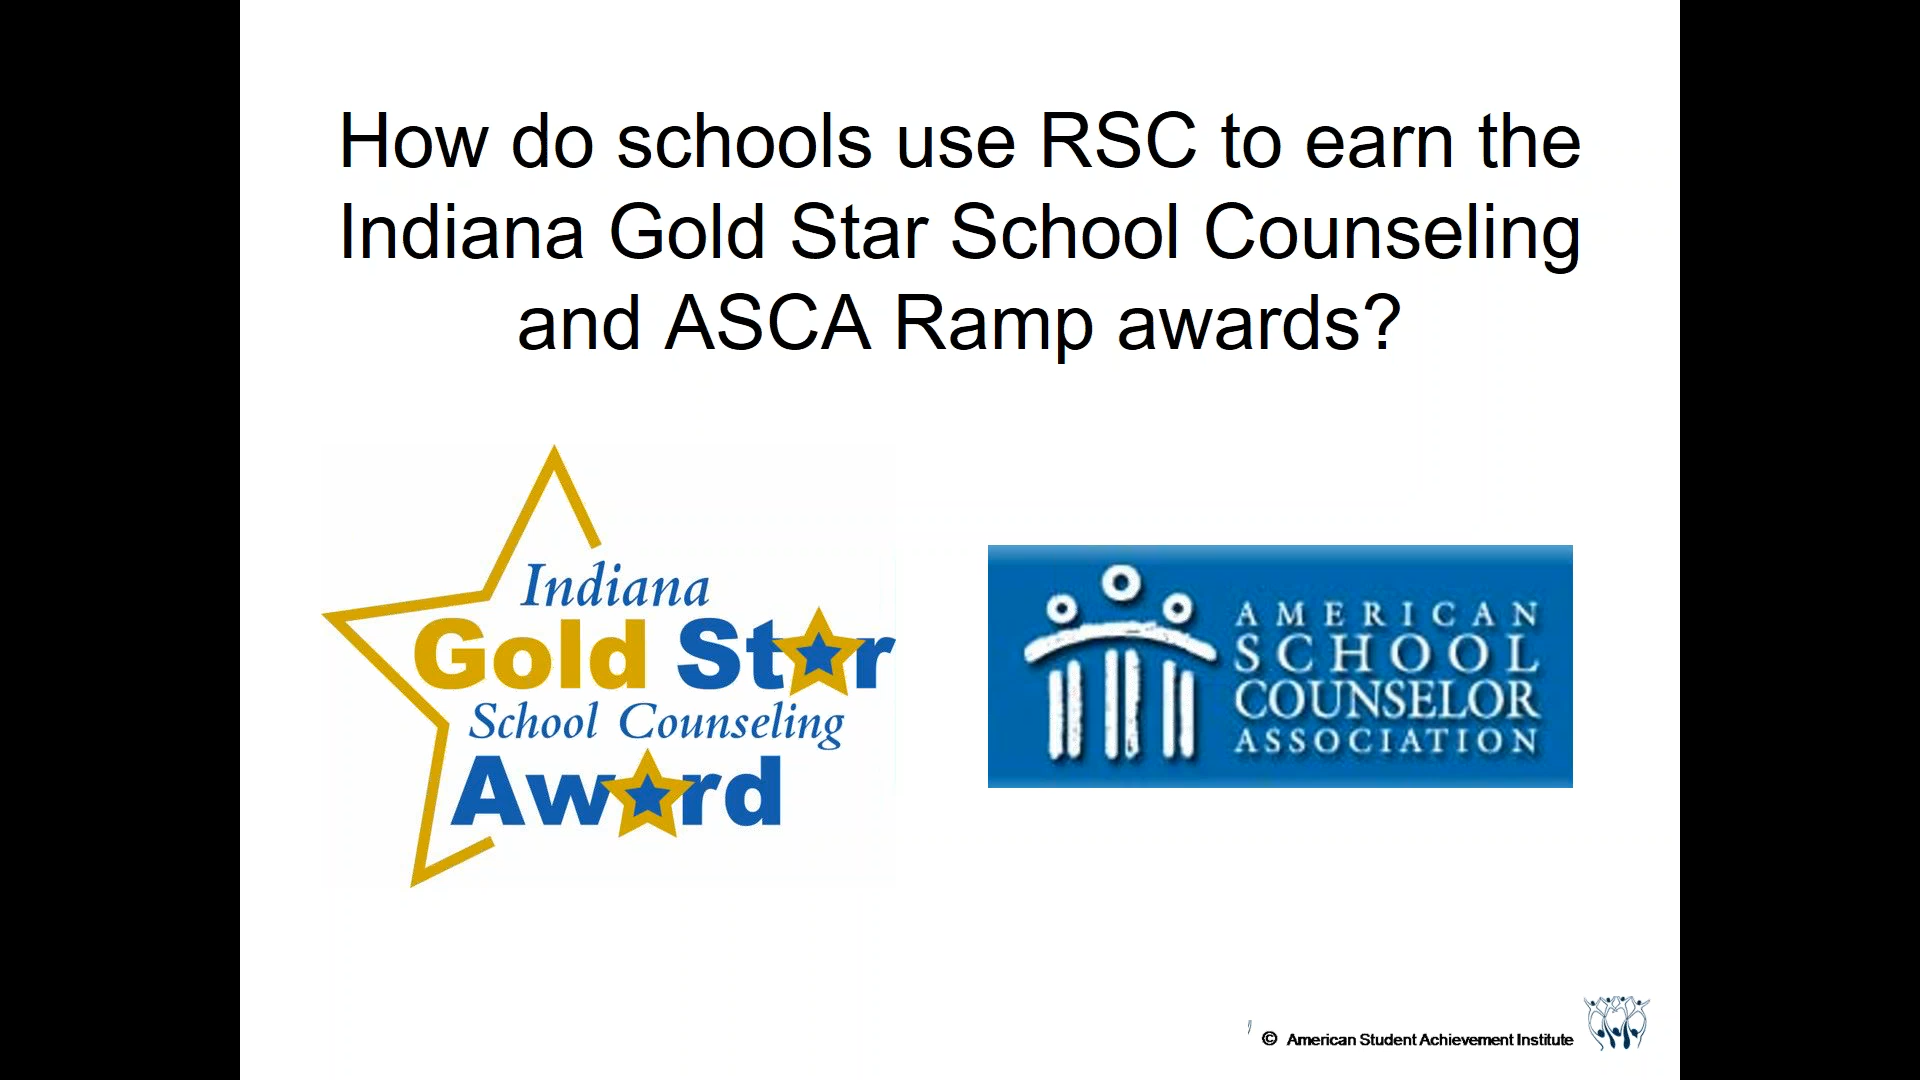 How do schools use RSC to earn the
Indiana Gold Star School Counseling
and ASCA Ramp awards?
Indiana
Gold Star
School Counseling
Award
AMERICAN
SCHOOL
COUNSELOR
ASSOCIATION
© American Student Achievement Institute